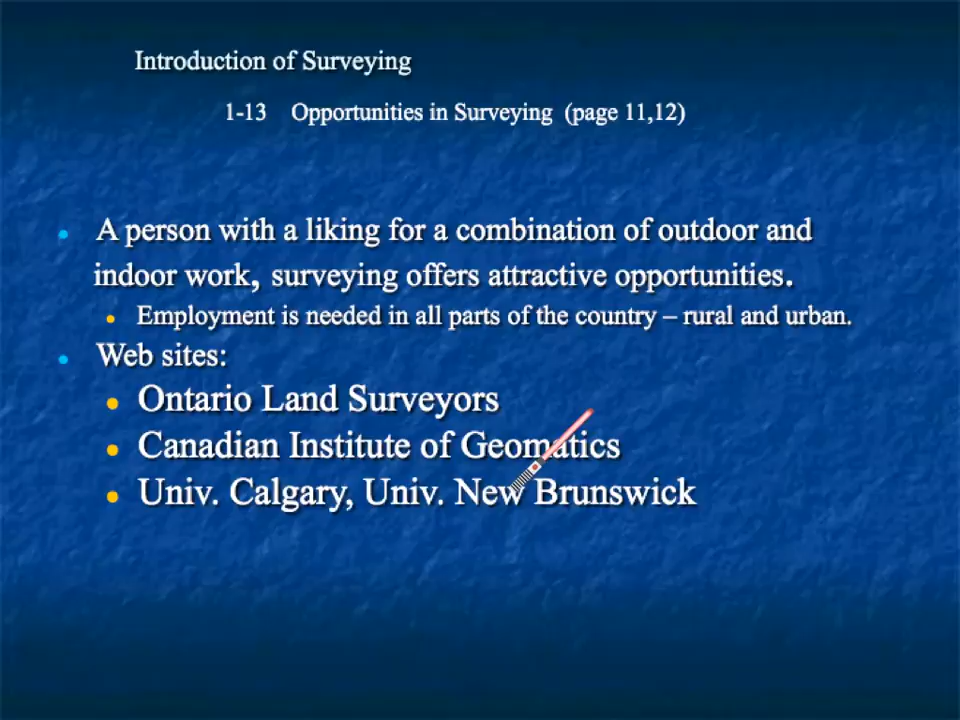 Introduction of Surveying
1-13 Opportunities in Surveying (page 11,12)
A person with a liking for a combination of outdoor and
indoor work, surveying offers attractive opportunities.
Employment is needed in all parts of the country – rural and urban.
Web sites:
Ontario Land Surveyors
Canadian Institute of Geomatics
Univ. Calgary, Univ. New Brunswick